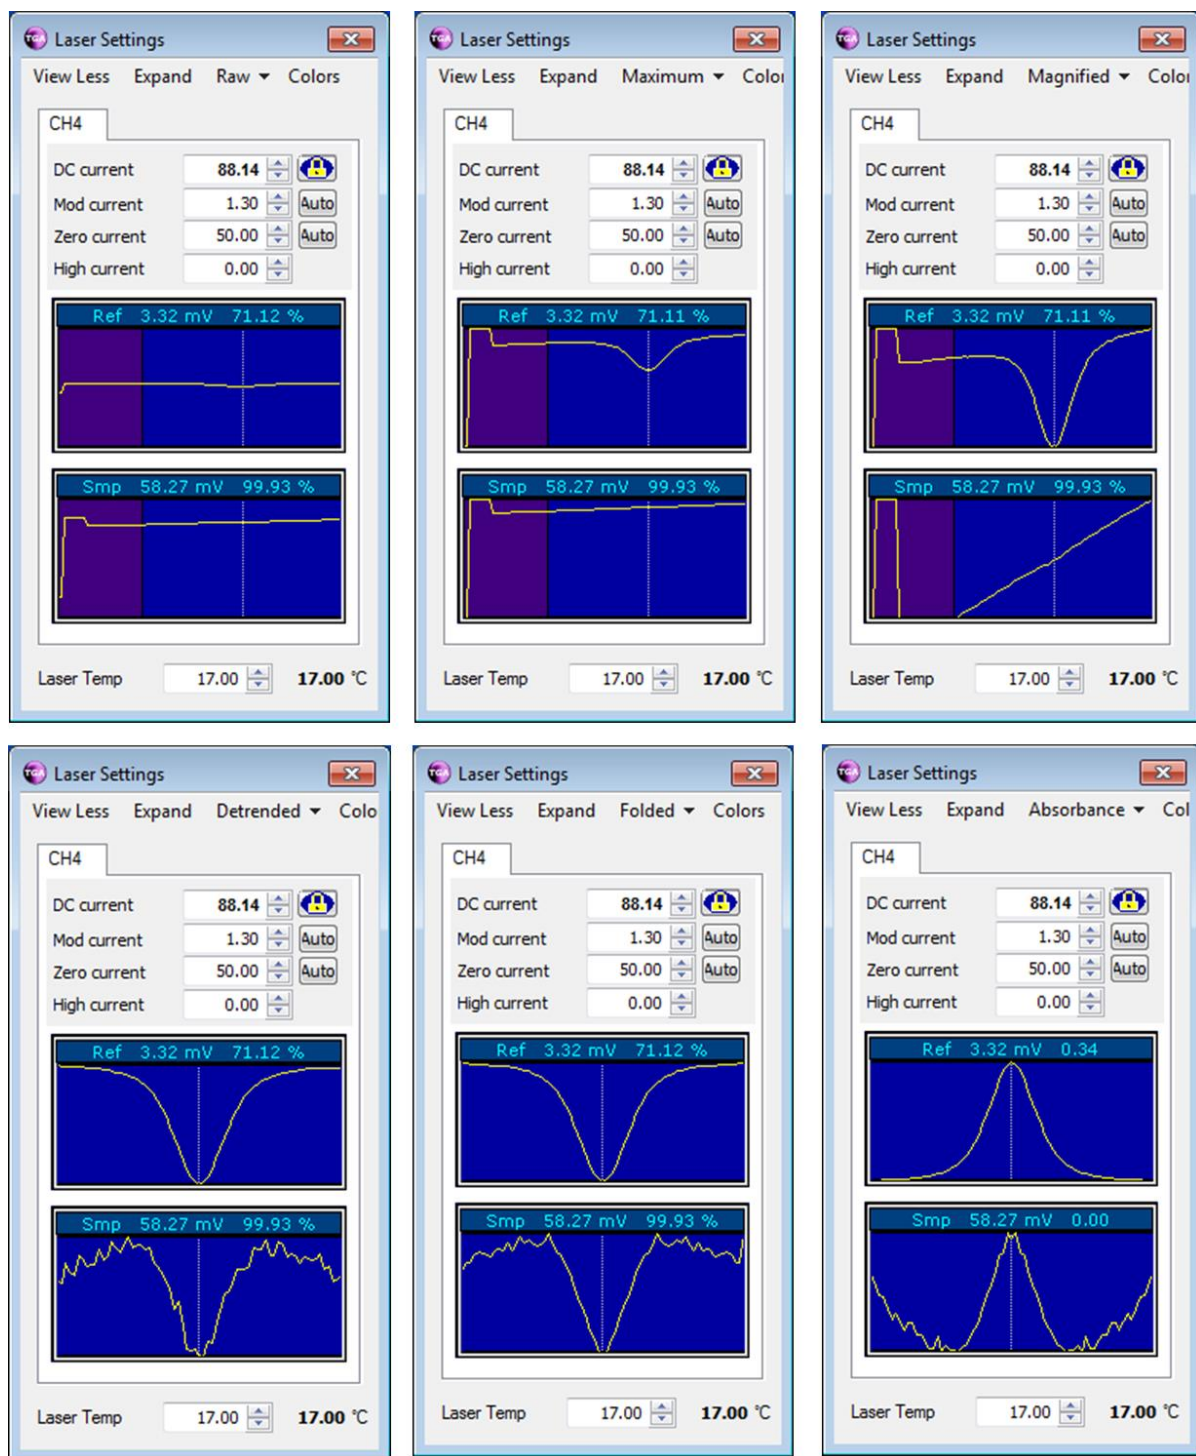 TGA Laser Settings
View Less Expand Raw Colors
CH4
DC current 88.14
Mod current 1.30 Auto
Zero current 50.00 Auto
High current 0.00
Ref 3.32 mV 71.12 %
Smp 58.27 mV 99.93 %
Laser Temp 17.00 17.00 °C
TGA Laser Settings
View Less Expand Maximum Color
CH4
DC current 88.14
Mod current 1.30 Auto
Zero current 50.00 Auto
High current 0.00
Ref 3.32 mV 71.11 %
Smp 58.27 mV 99.93 %
Laser Temp 17.00 17.00 °C
TGA Laser Settings
View Less Expand Magnified Color
CH4
DC current 88.14
Mod current 1.30 Auto
Zero current 50.00 Auto
High current 0.00
Ref 3.32 mV 71.11 %
Smp 58.27 mV 99.93 %
Laser Temp 17.00 17.00 °C
TGA Laser Settings
View Less Expand Detrended Colo
CH4
DC current 88.14
Mod current 1.30 Auto
Zero current 50.00 Auto
High current 0.00
Ref 3.32 mV 71.12 %
Smp 58.27 mV 99.93 %
Laser Temp 17.00 17.00 °C
TGA Laser Settings
View Less Expand Folded Colors
CH4
DC current 88.14
Mod current 1.30 Auto
Zero current 50.00 Auto
High current 0.00
Ref 3.32 mV 71.12 %
Smp 58.27 mV 99.93 %
Laser Temp 17.00 17.00 °C
TGA Laser Settings
View Less Expand Absorbance Col
CH4
DC current 88.14
Mod current 1.30 Auto
Zero current 50.00 Auto
High current 0.00
Ref 3.32 mV 0.34
Smp 58.27 mV 0.00
Laser Temp 17.00 17.00 °C